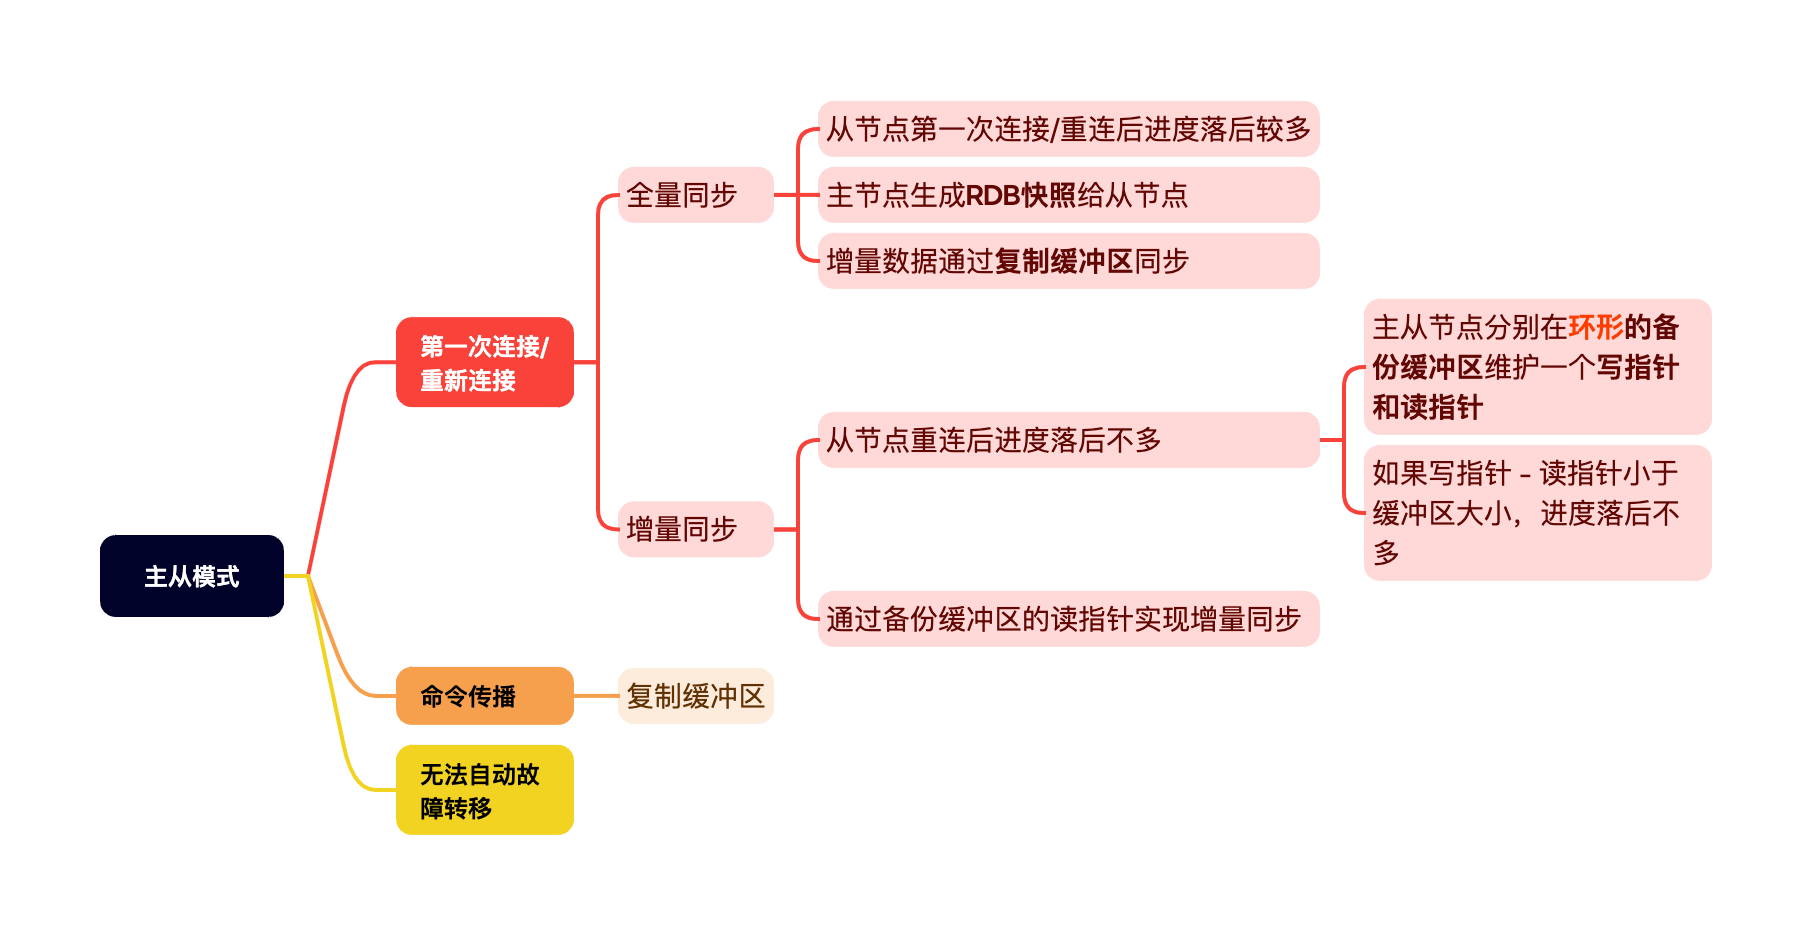 主从模式
第一次连接/
重新连接
全量同步
从节点第一次连接/重连后进度落后较多
主节点生成RDB快照给从节点
增量数据通过复制缓冲区同步
增量同步
从节点重连后进度落后不多
主从节点分别在环形的备
份缓冲区维护一个写指针
和读指针
如果写指针 - 读指针小于
缓冲区大小，进度落后不
多
通过备份缓冲区的读指针实现增量同步
命令传播
复制缓冲区
无法自动故
障转移